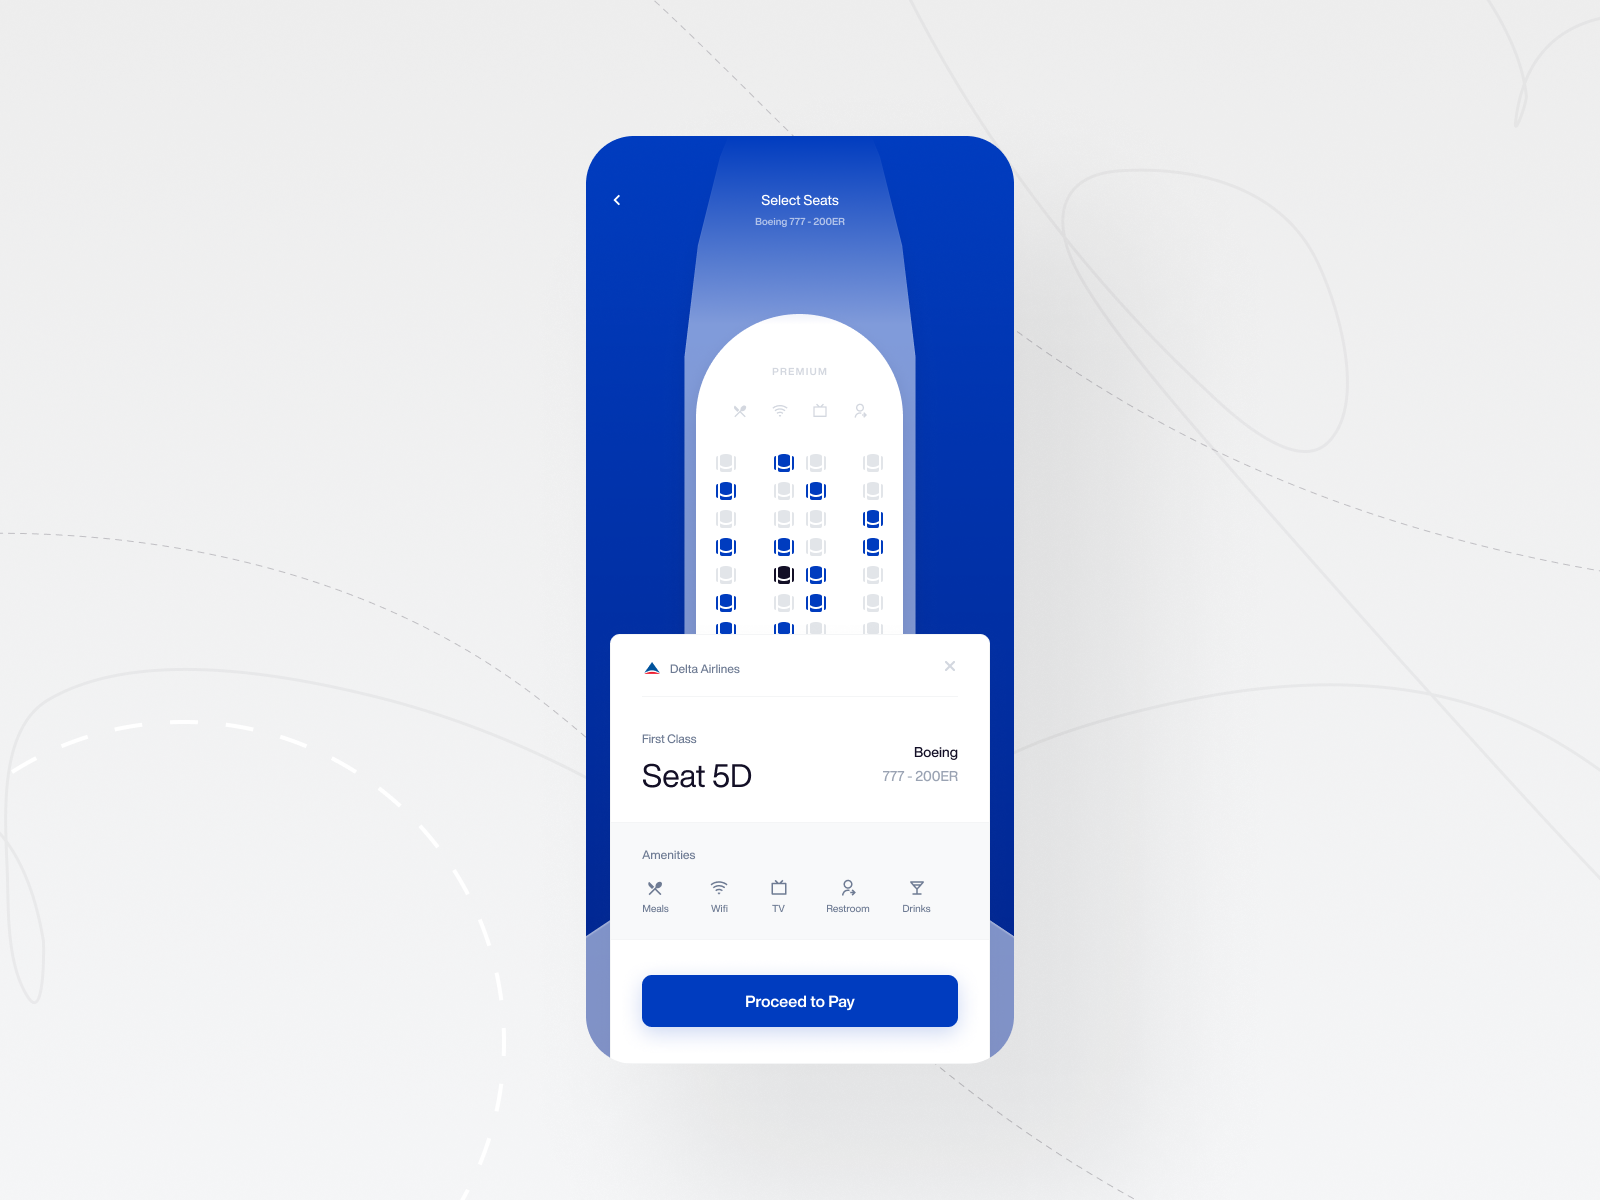 Select Seats
Boeing 777 - 200ER
PREMIUM
Delta Airlines
First Class
Seat 5D
Boeing
777 - 200ER
Amenities
Meals Wifi TV Restroom Drinks
Proceed to Pay